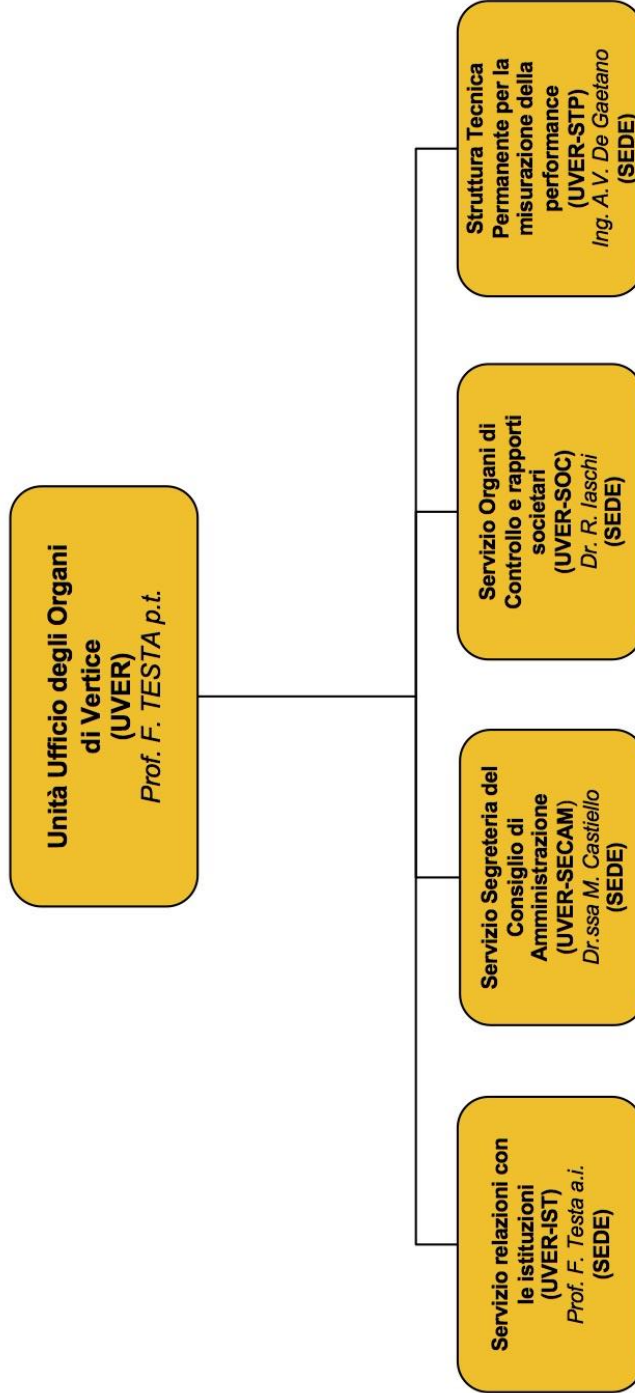 Unità Ufficio degli Organi
di Vertice
(UVER)
Prof. F. TESTA p.t.
Servizio relazioni con
le istituzioni
(UVER-IST)
Prof. F. Testa a.i.
(SEDE)
Servizio Segreteria del
Consiglio di
Amministrazione
(UVER-SECAM)
Dr.ssa M. Castiello
(SEDE)
Servizio Organi di
Controllo e rapporti
societari
(UVER-SOC)
Dr. R. Iaschi
(SEDE)
Struttura Tecnica
Permanente per la
misurazione della
performance
(UVER-STP)
Ing. A.V. De Gaetano
(SEDE)